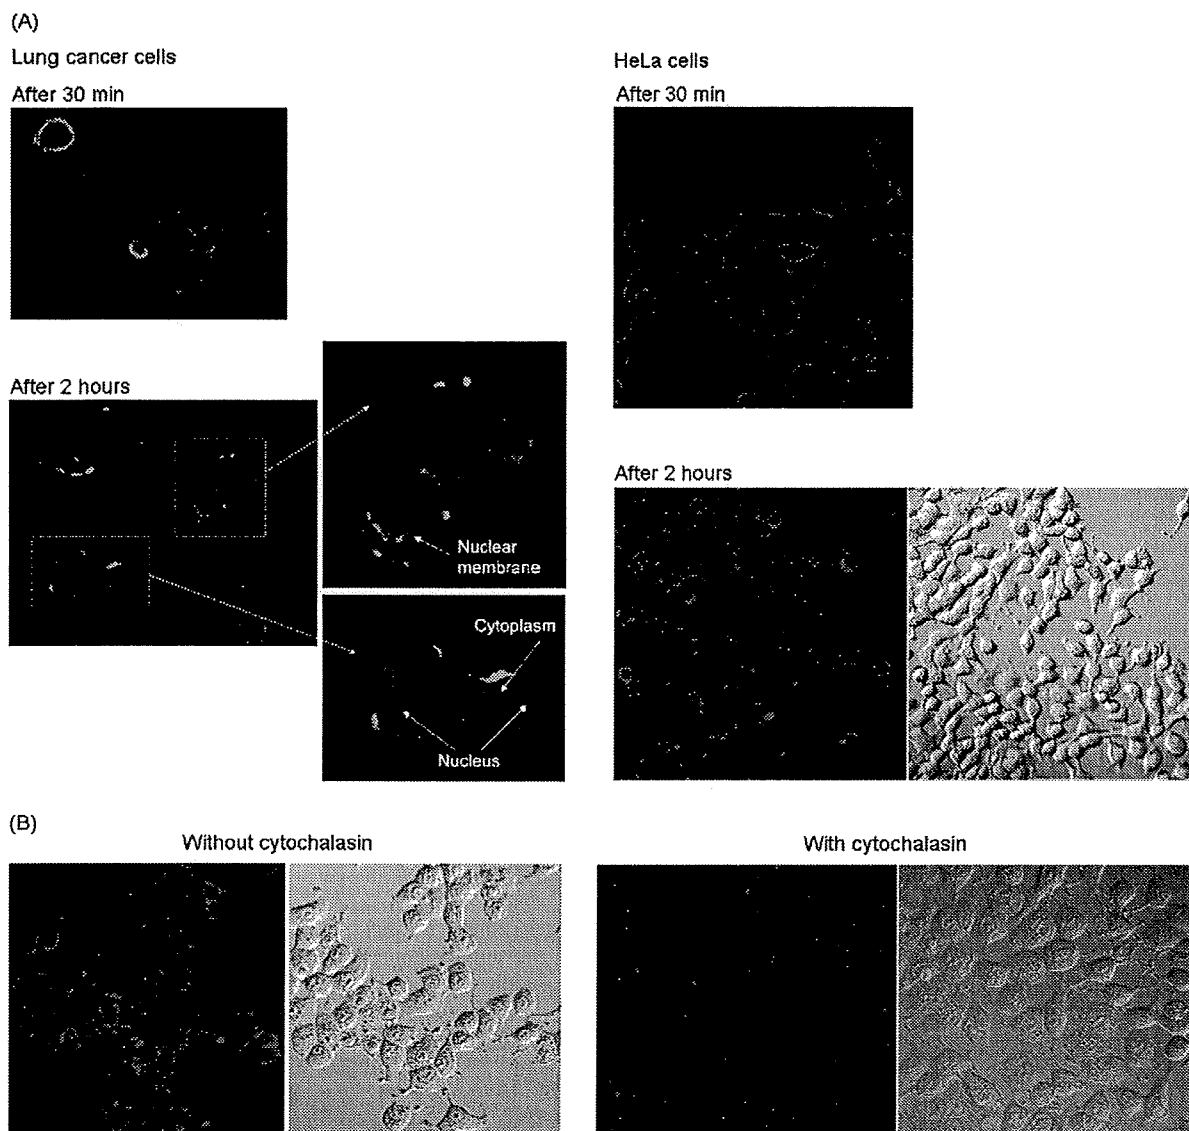 (A)
Lung cancer cells
After 30 min
HeLa cells
After 30 min
After 2 hours
Nuclear
membrane
Cytoplasm
Nucleus
After 2 hours
(B)
Without cytochalasin
With cytochalasin